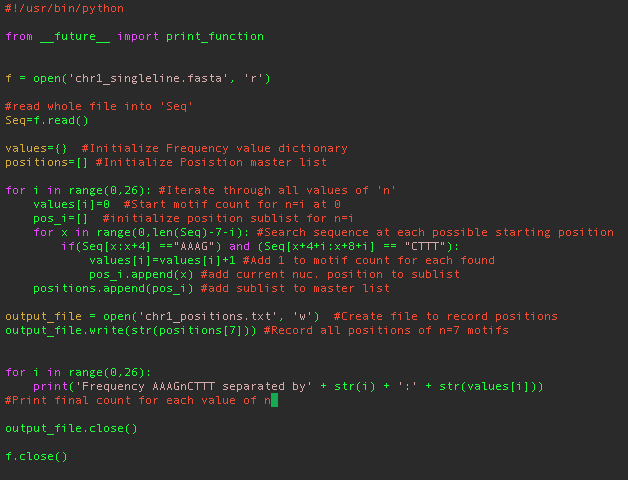 #!/usr/bin/python

from __future__ import print_function

f = open('chr1_singleline.fasta', 'r')

#read whole file into 'Seq'
Seq=f.read()

values={}  #Initialize Frequency value dictionary
positions=[] #Initialize Posistion master list

for i in range(0,26): #Iterate through all values of 'n'
    values[i]=0  #Start motif count for n=i at 0
    pos_i=[]  #initialize position sublist for n=i
    for x in range(0,len(Seq)-7-i): #Search sequence at each possible starting position
        if(Seq[x:x+4] =="AAAG") and (Seq[x+4+i:x+8+i] == "CTTT"):
            values[i]=values[i]+1 #Add 1 to motif count for each found
            pos_i.append(x) #add current nuc. position to sublist
    positions.append(pos_i) #add sublist to master list

output_file = open('chr1_positions.txt', 'w')  #Create file to record positions
output_file.write(str(positions[7])) #Record all positions of n=7 motifs

for i in range(0,26):
    print('Frequency AAAGnCTTT separated by' + str(i) + ':' + str(values[i]))
#Print final count for each value of n

output_file.close()

f.close()